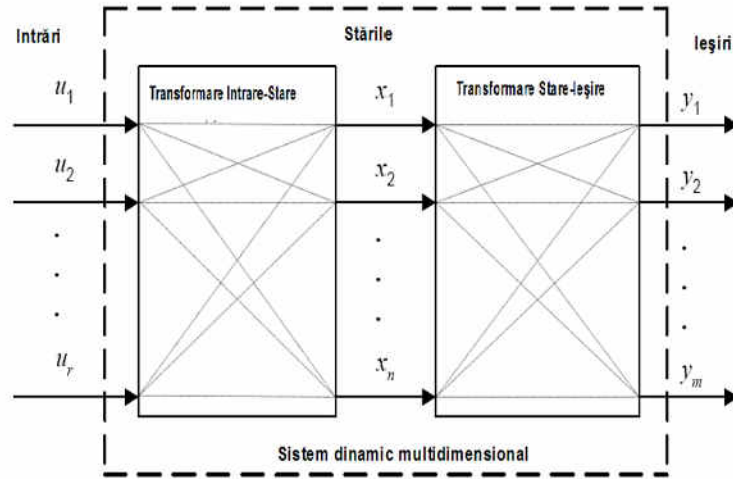 Intrări
Stările
Ieşiri
Transformare Intrare-Stare
Transformare Stare-Ieşire
u1
x1
y1
u2
x2
y2
. . .
. . .
. . .
ur
xn
ym
Sistem dinamic multidimensional